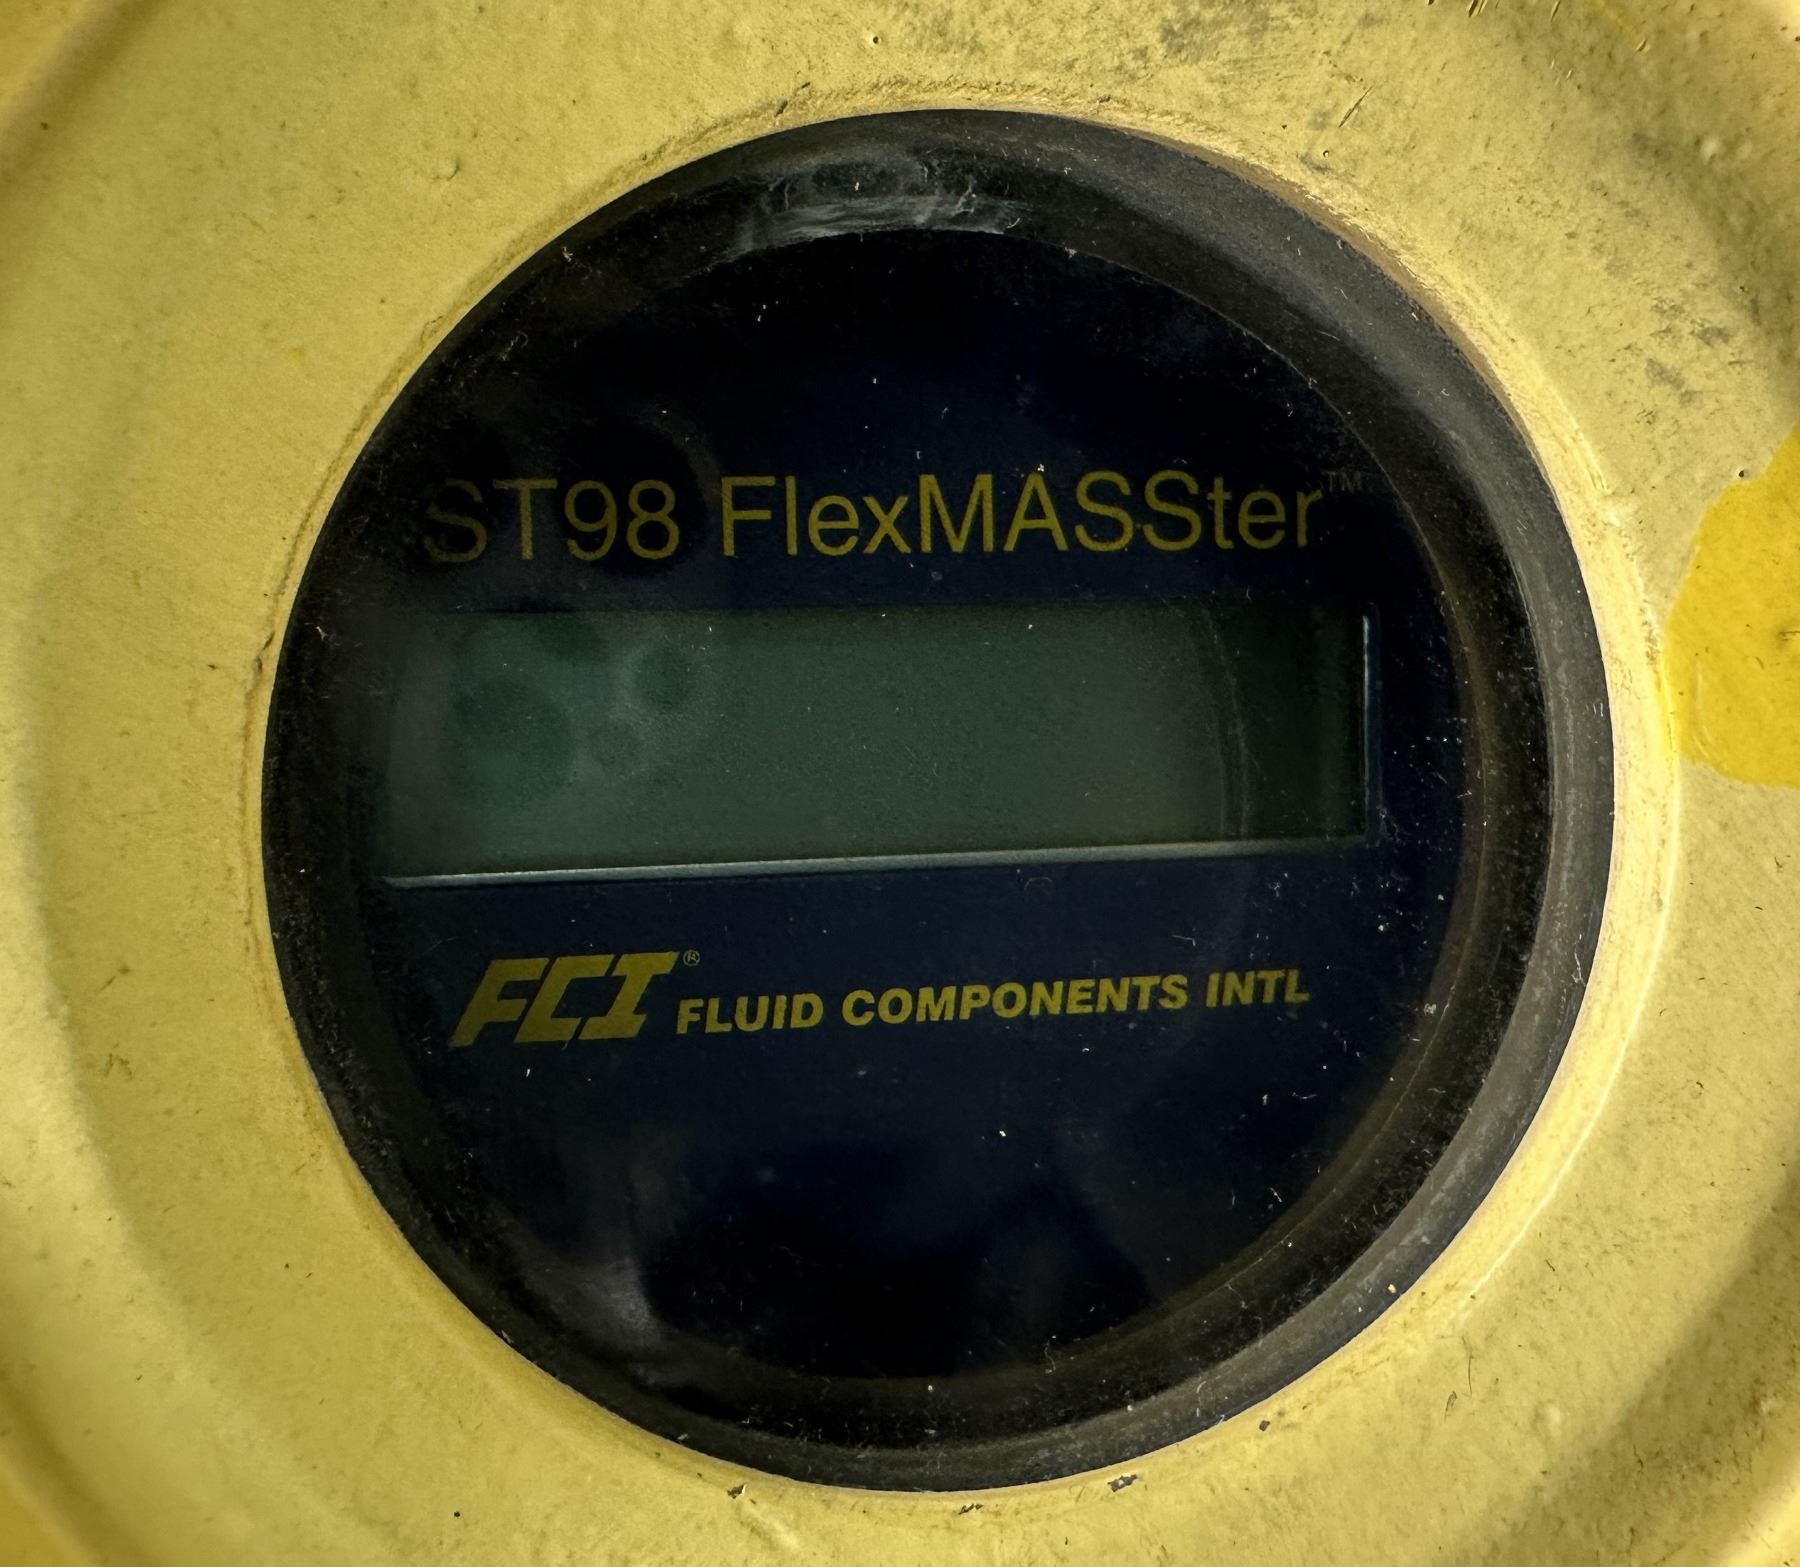 ST98 FlexMASSter™
FCI® FLUID COMPONENTS INTL